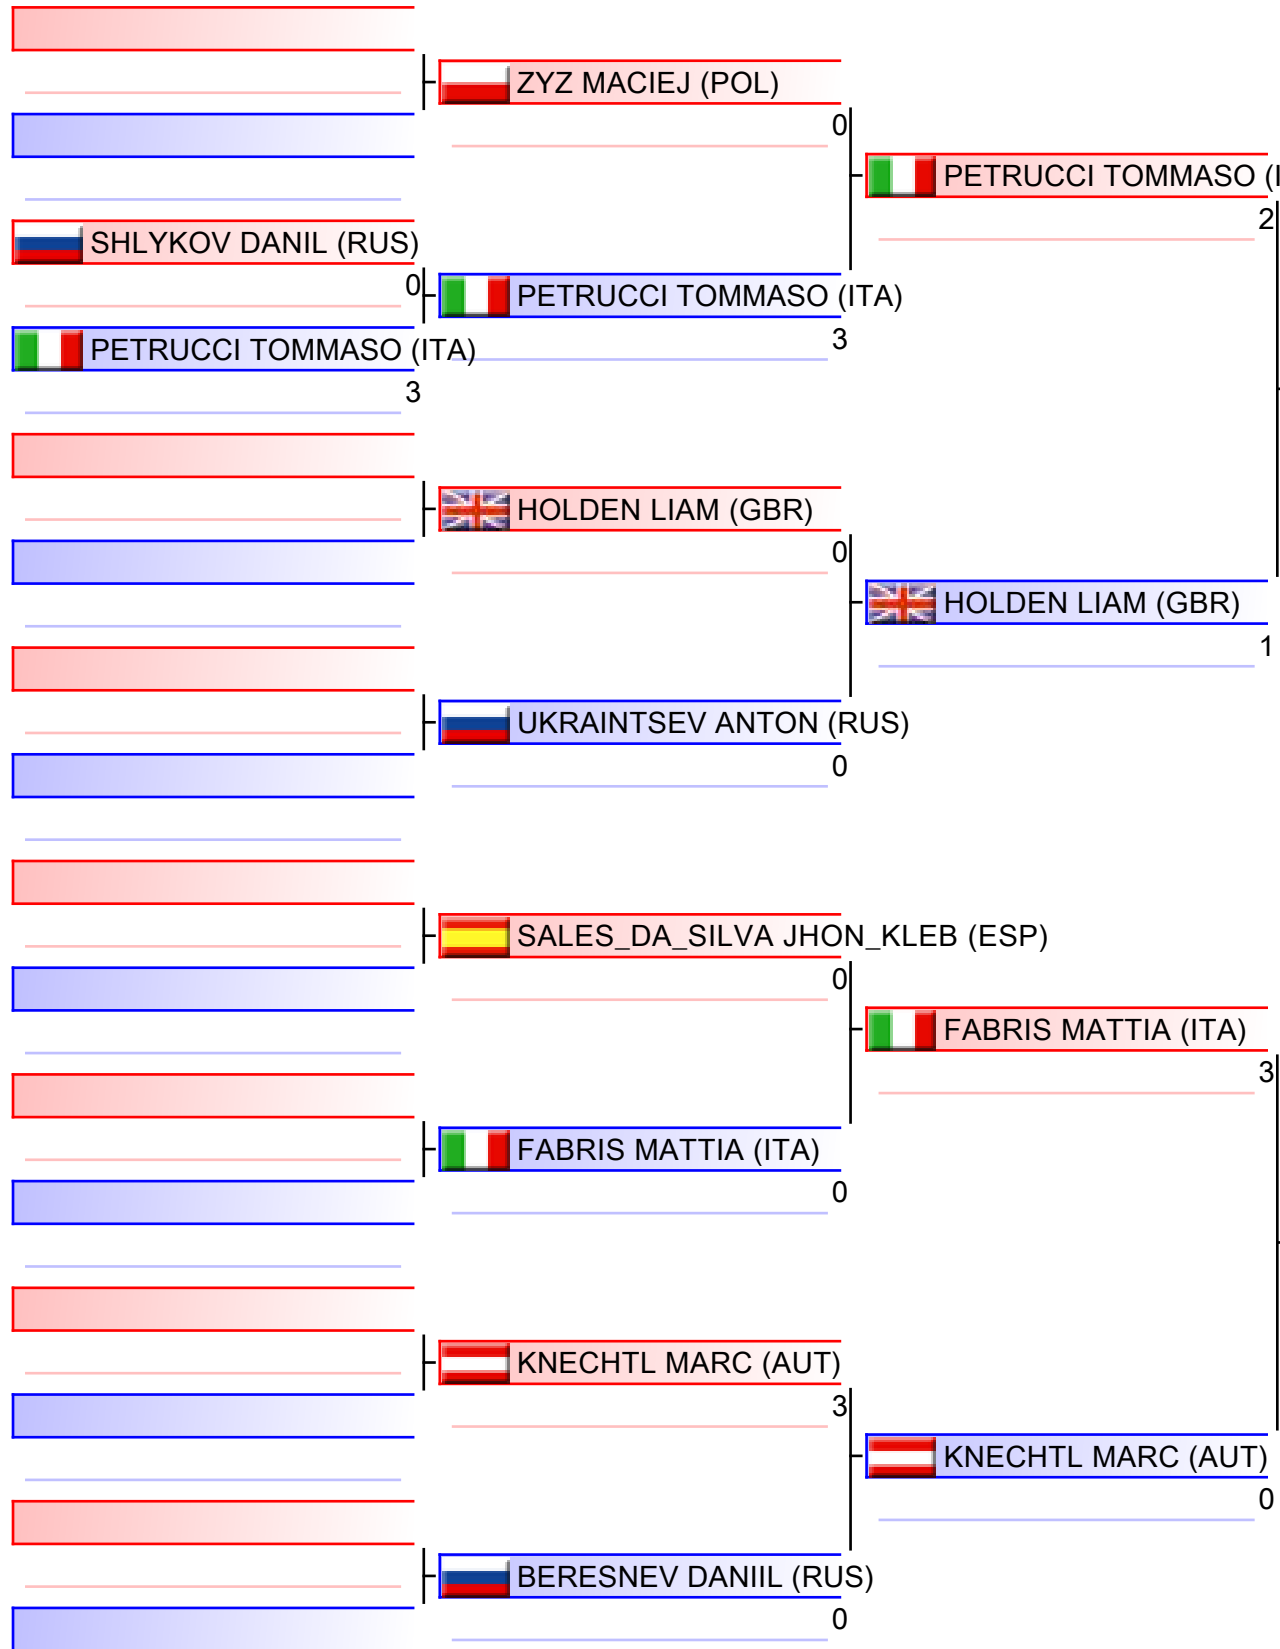 ZYZ MACIEJ (POL)
0
PETRUCCI TOMMASO (I
2
SHLYKOV DANIL (RUS)
0
PETRUCCI TOMMASO (ITA)
3
PETRUCCI TOMMASO (ITA)
3
HOLDEN LIAM (GBR)
0
HOLDEN LIAM (GBR)
1
UKRAINTSEV ANTON (RUS)
0
SALES_DA_SILVA JHON_KLEB (ESP)
0
FABRIS MATTIA (ITA)
3
FABRIS MATTIA (ITA)
0
KNECHTL MARC (AUT)
3
KNECHTL MARC (AUT)
0
BERESNEV DANIIL (RUS)
0